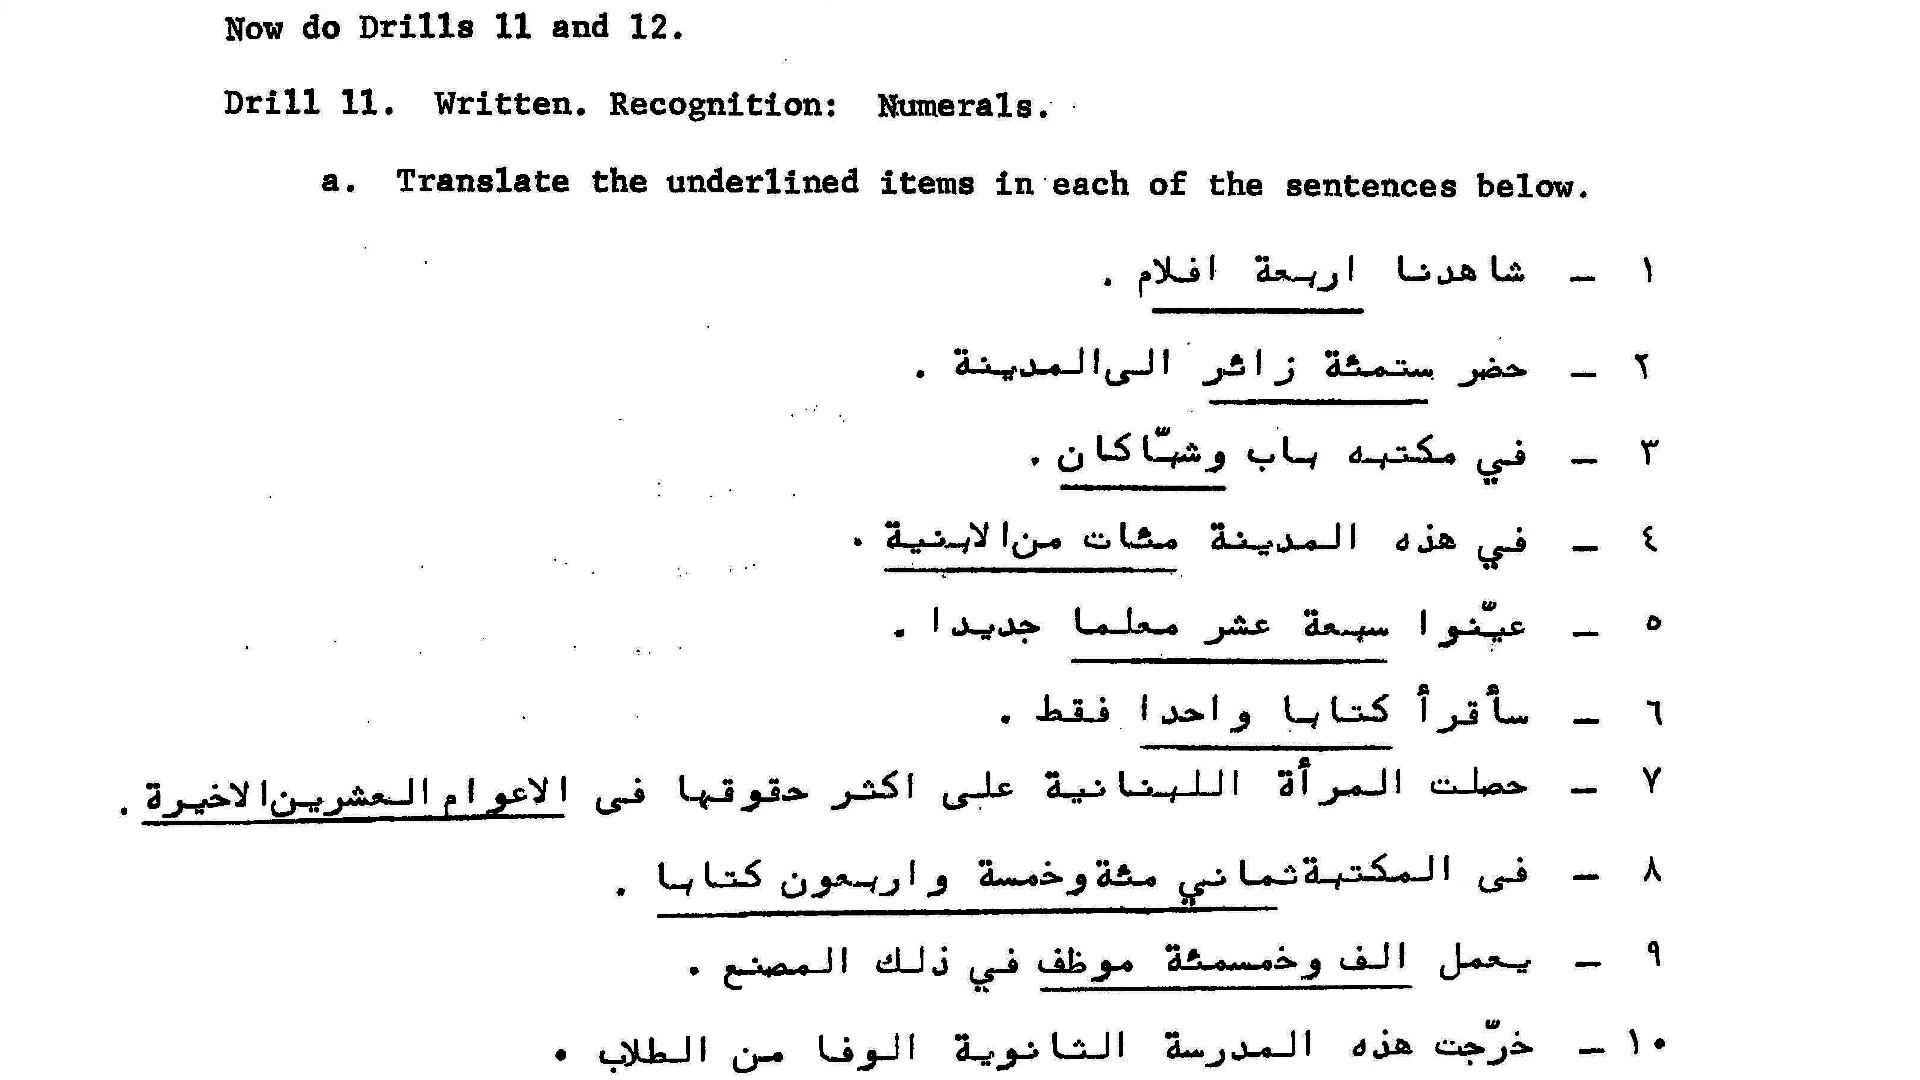 Now do Drills 11 and 12.
Drill 11. Written. Recognition: Numerals.
a. Translate the underlined items in each of the sentences below.
١ - شاهدنا اربعة افلام .
٢ - حضر ستمئة زائر الى المدينة .
٣ - في مكتبه باب وشبّاكان .
٤ - في هذه المدينة مئات من الابنية .
٥ - عيّنوا سبعة عشر معلما جديدا .
٦ - سأقرأ كتابا واحدا فقط .
٧ - حصلت المرأة اللبنانية على اكثر حقوقها فى الاعوام العشرين الاخيرة .
٨ - فى المكتبة ثماني مئة وخمسة واربعون كتابا .
٩ - يعمل الف وخمسمئة موظف في ذلك المصنع .
١٠ - خرّجت هذه المدرسة الثانوية الوفا من الطلاب .